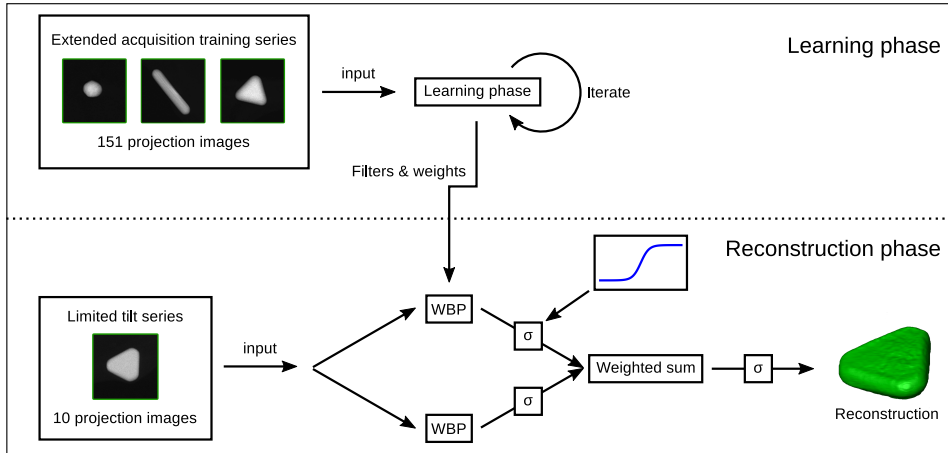 Extended acquisition training series
151 projection images
input
Learning phase
Iterate
Learning phase
Filters & weights
Reconstruction phase
Limited tilt series
10 projection images
input
WBP
WBP
σ
σ
Weighted sum
σ
Reconstruction